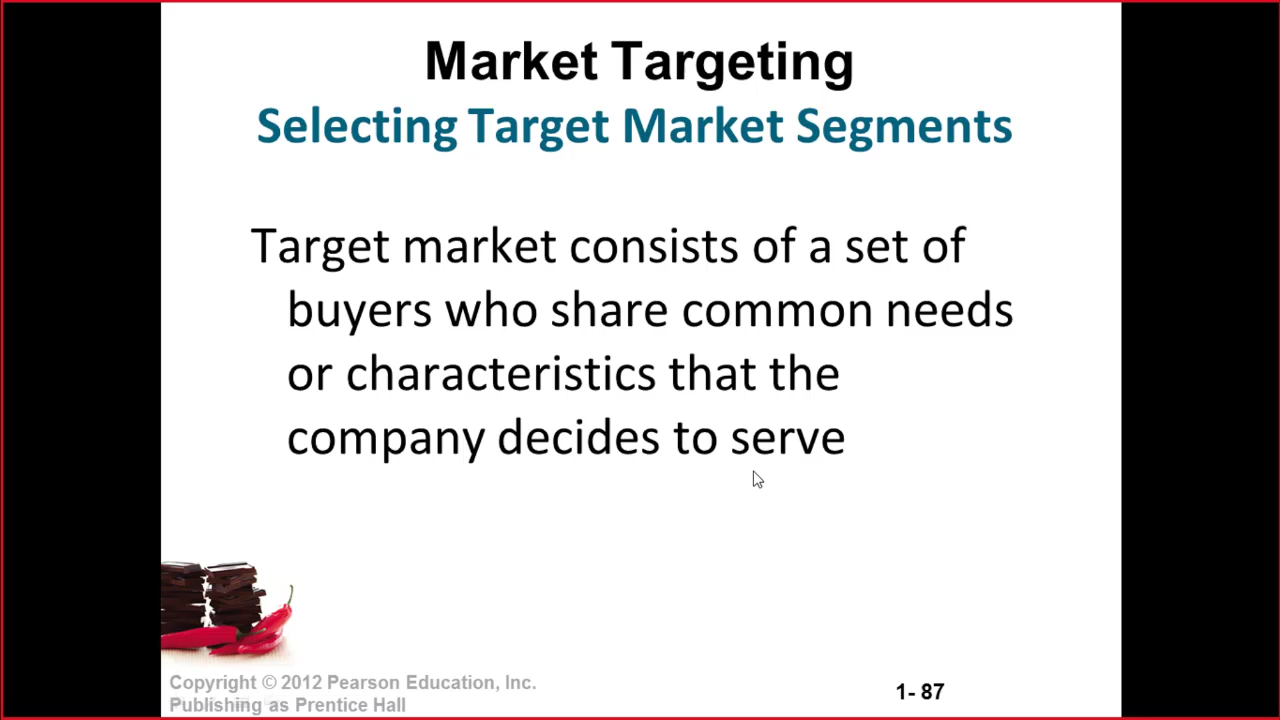 Market Targeting
Selecting Target Market Segments
Target market consists of a set of
buyers who share common needs
or characteristics that the
company decides to serve
Copyright © 2012 Pearson Education, Inc.
Publishing as Prentice Hall
1- 87